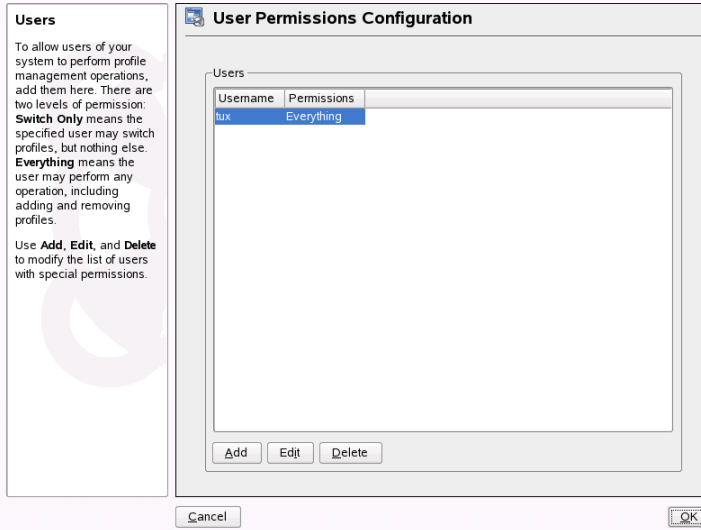 Users
To allow users of your
system to perform profile
management operations,
add them here. There are
two levels of permission:
Switch Only means the
specified user may switch
profiles, but nothing else.
Everything means the
user may perform any
operation, including
adding and removing
profiles.
Use Add, Edit, and Delete
to modify the list of users
with special permissions.
User Permissions Configuration
Users
Username Permissions
tux Everything
Add Edit Delete
Cancel OK